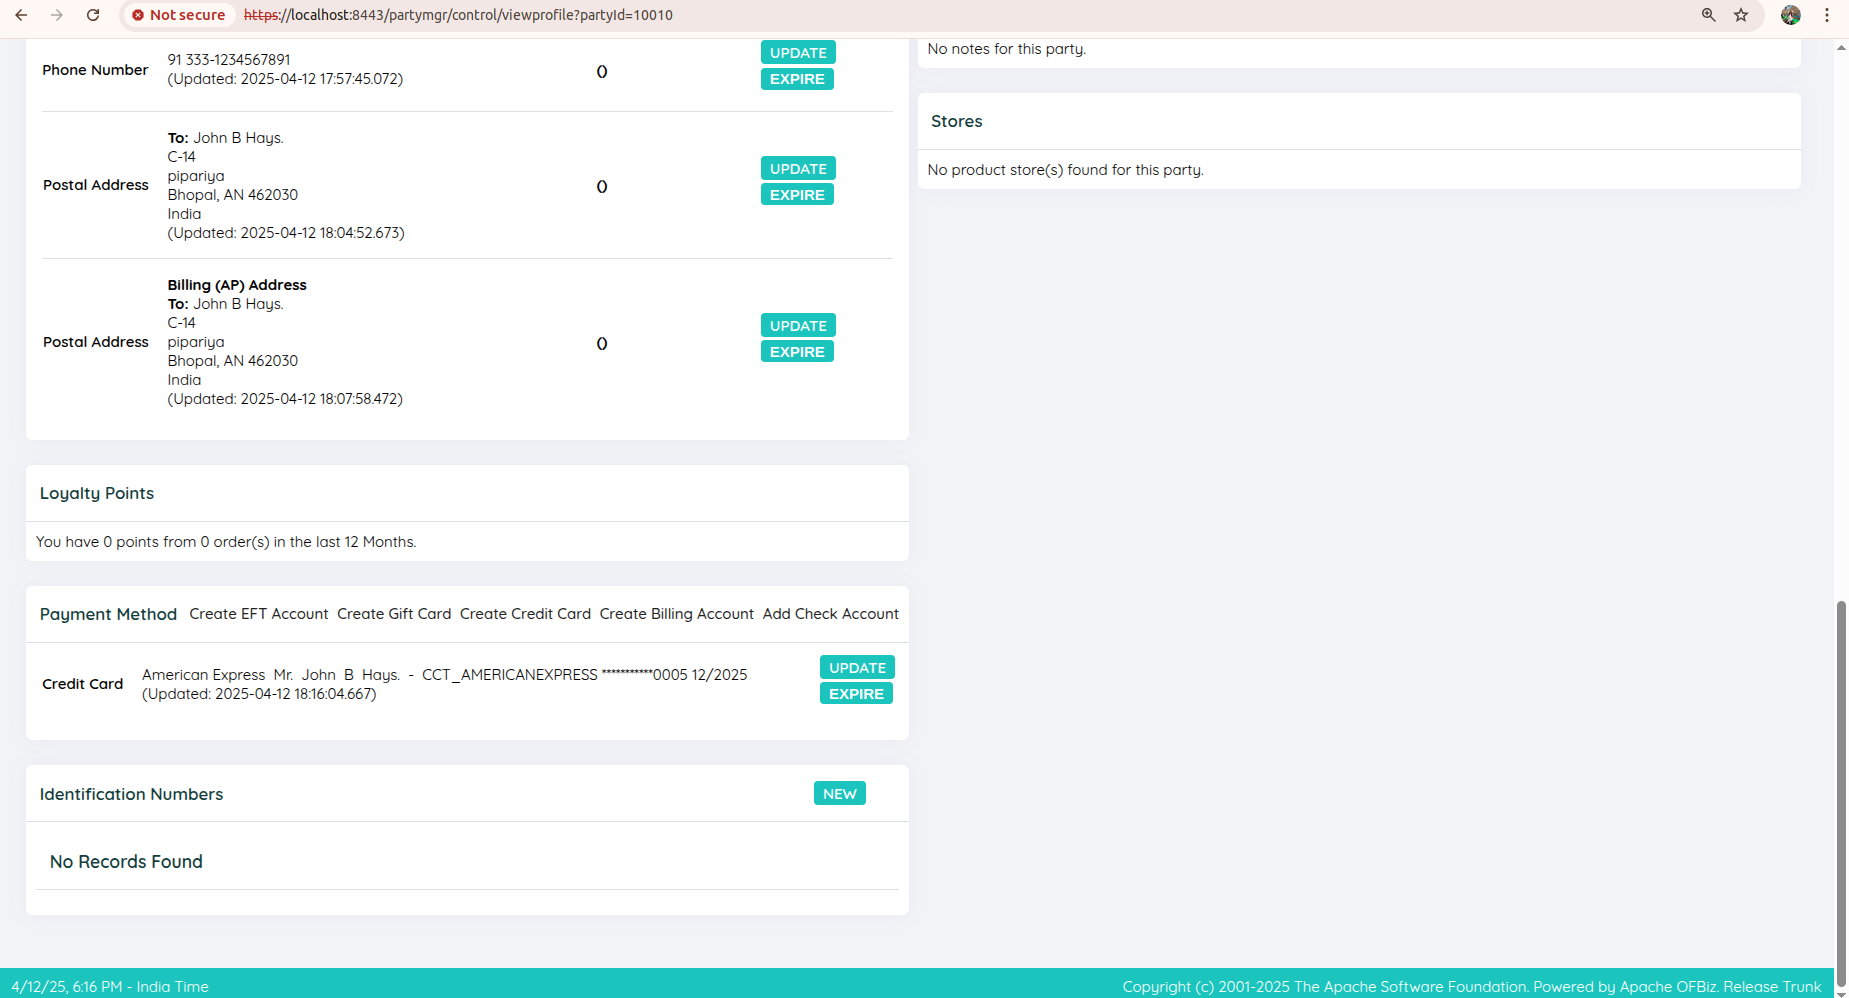 Not secure https://localhost:8443/partymgr/control/viewprofile?partyId=10010
Phone Number
91 333-1234567891
(Updated: 2025-04-12 17:57:45.072)
()
UPDATE
EXPIRE
Postal Address
To: John B Hays.
C-14
pipariya
Bhopal, AN 462030
India
(Updated: 2025-04-12 18:04:52.673)
()
UPDATE
EXPIRE
Postal Address
Billing (AP) Address
To: John B Hays.
C-14
pipariya
Bhopal, AN 462030
India
(Updated: 2025-04-12 18:07:58.472)
()
UPDATE
EXPIRE
Loyalty Points
You have 0 points from 0 order(s) in the last 12 Months.
Payment Method Create EFT Account Create Gift Card Create Credit Card Create Billing Account Add Check Account
Credit Card
American Express Mr. John B Hays. - CCT_AMERICANEXPRESS ***********0005 12/2025
(Updated: 2025-04-12 18:16:04.667)
UPDATE
EXPIRE
Identification Numbers
NEW
No Records Found
No notes for this party.
Stores
No product store(s) found for this party.
4/12/25, 6:16 PM - India Time
Copyright (c) 2001-2025 The Apache Software Foundation. Powered by Apache OFBiz. Release Trunk